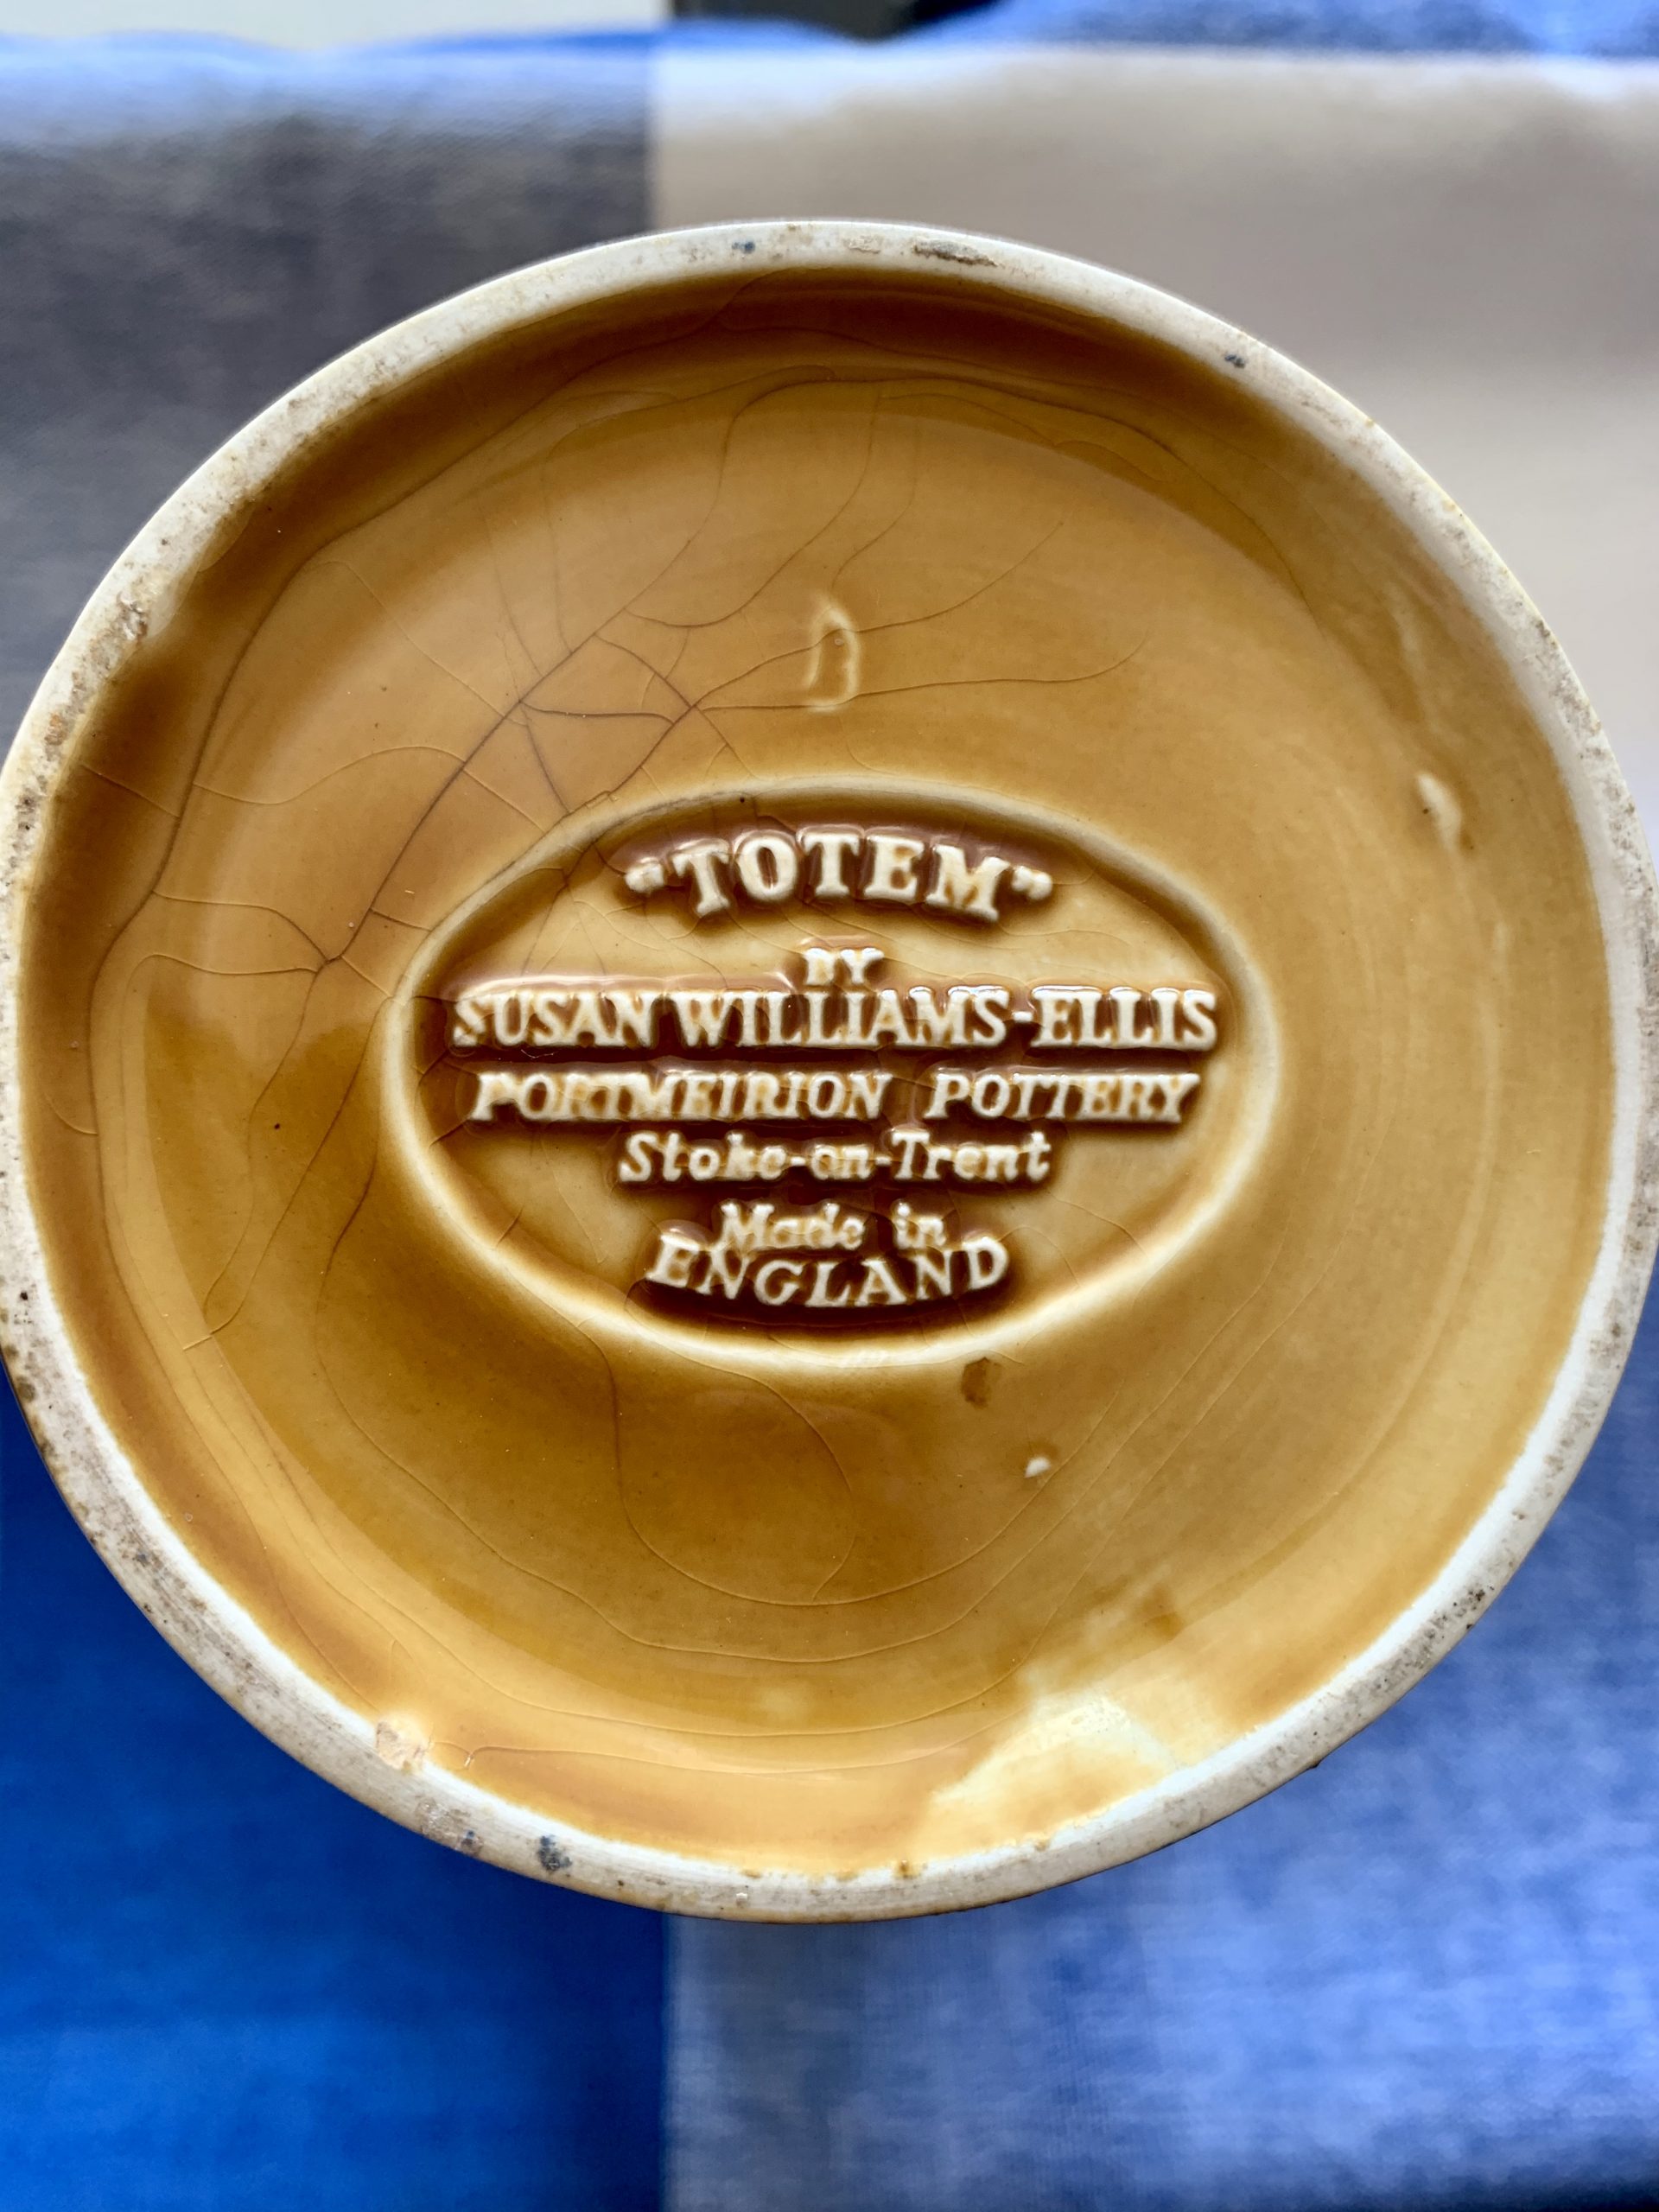 "TOTEM"
BY
SUSAN WILLIAMS-ELLIS
PORTMEIRION POTTERY
Stoke-on-Trent
Made in
ENGLAND